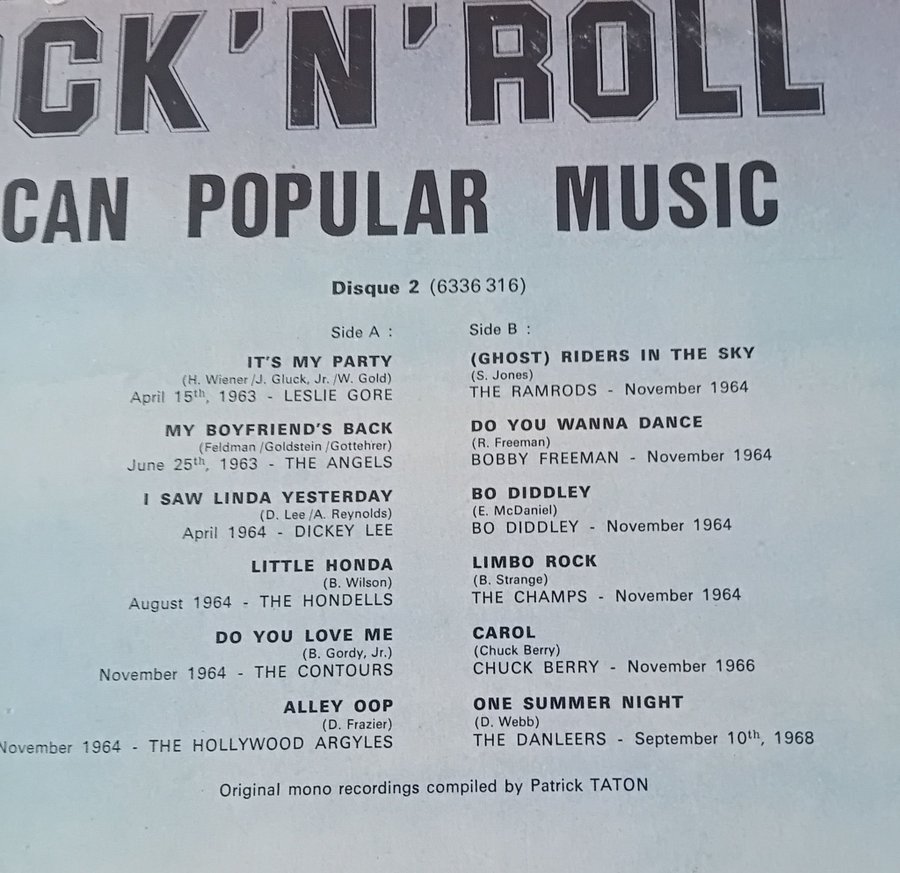 CK 'N' ROLL
CAN POPULAR MUSIC
Disque 2 (6336 316)
Side A :
IT'S MY PARTY
(H. Wiener/J. Gluck, Jr./W. Gold)
April 15th, 1963 - LESLIE GORE
MY BOYFRIEND'S BACK
(Feldman/Goldstein/Gottehrer)
June 25th, 1963 - THE ANGELS
I SAW LINDA YESTERDAY
(D. Lee/A. Reynolds)
April 1964 - DICKEY LEE
LITTLE HONDA
(B. Wilson)
August 1964 - THE HONDELLS
DO YOU LOVE ME
(B. Gordy, Jr.)
November 1964 - THE CONTOURS
ALLEY OOP
(D. Frazier)
November 1964 - THE HOLLYWOOD ARGYLES
Side B :
(GHOST) RIDERS IN THE SKY
(S. Jones)
THE RAMRODS - November 1964
DO YOU WANNA DANCE
(R. Freeman)
BOBBY FREEMAN - November 1964
BO DIDDLEY
(E. McDaniel)
BO DIDDLEY - November 1964
LIMBO ROCK
(B. Strange)
THE CHAMPS - November 1964
CAROL
(Chuck Berry)
CHUCK BERRY - November 1966
ONE SUMMER NIGHT
(D. Webb)
THE DANLEERS - September 10th, 1968
Original mono recordings compiled by Patrick TATON